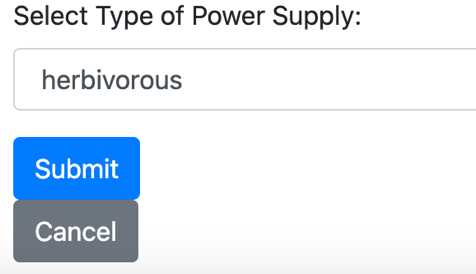 Select Type of Power Supply:
herbivorous
Submit
Cancel